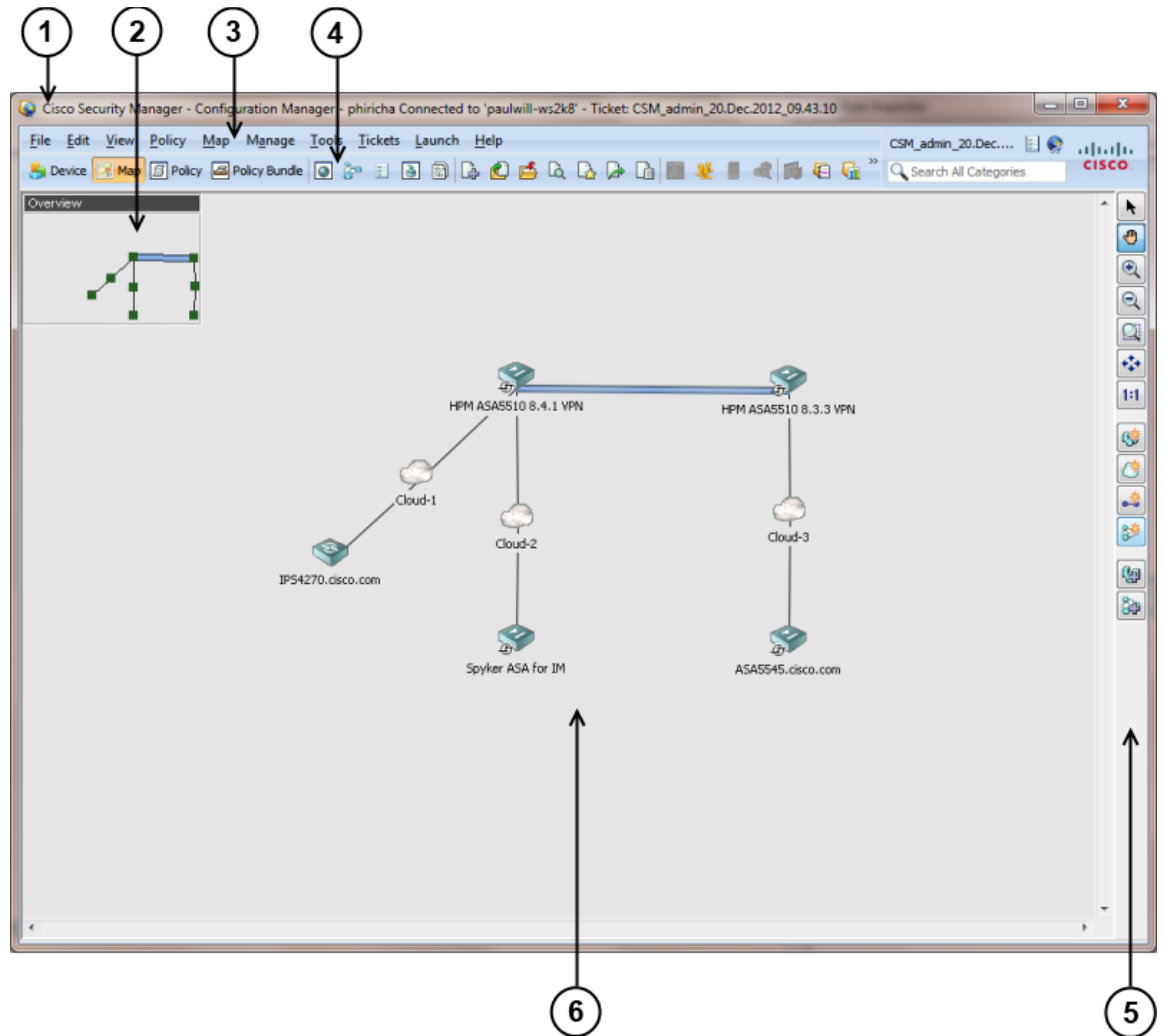 1 2 3 4
Cisco Security Manager - Configuration Manager - phiricha Connected to 'paulwill-ws2k8' - Ticket: CSM_admin_20.Dec.2012_09.43.10
File Edit View Policy Map Manage Tools Tickets Launch Help
CSM_admin_20.Dec....
CISCO
Device Map Policy Policy Bundle
»
Search All Categories
Overview
1:1
HPM ASA5510 8.4.1 VPN
HPM ASA5510 8.3.3 VPN
Cloud-1
Cloud-2
Cloud-3
IPS4270.cisco.com
Spyker ASA for IM
ASA5545.cisco.com
6 5